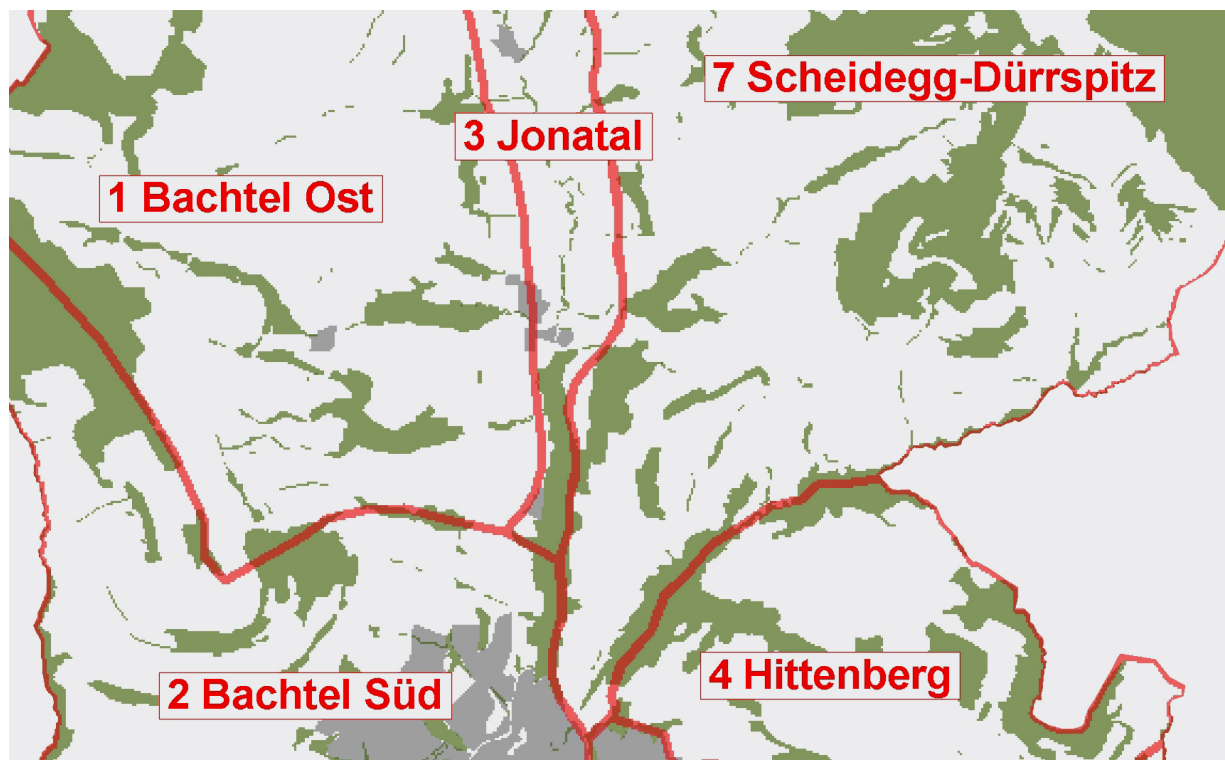 7 Scheidegg-Dürrspitz
3 Jonatal
1 Bachtel Ost
4 Hittenberg
2 Bachtel Süd